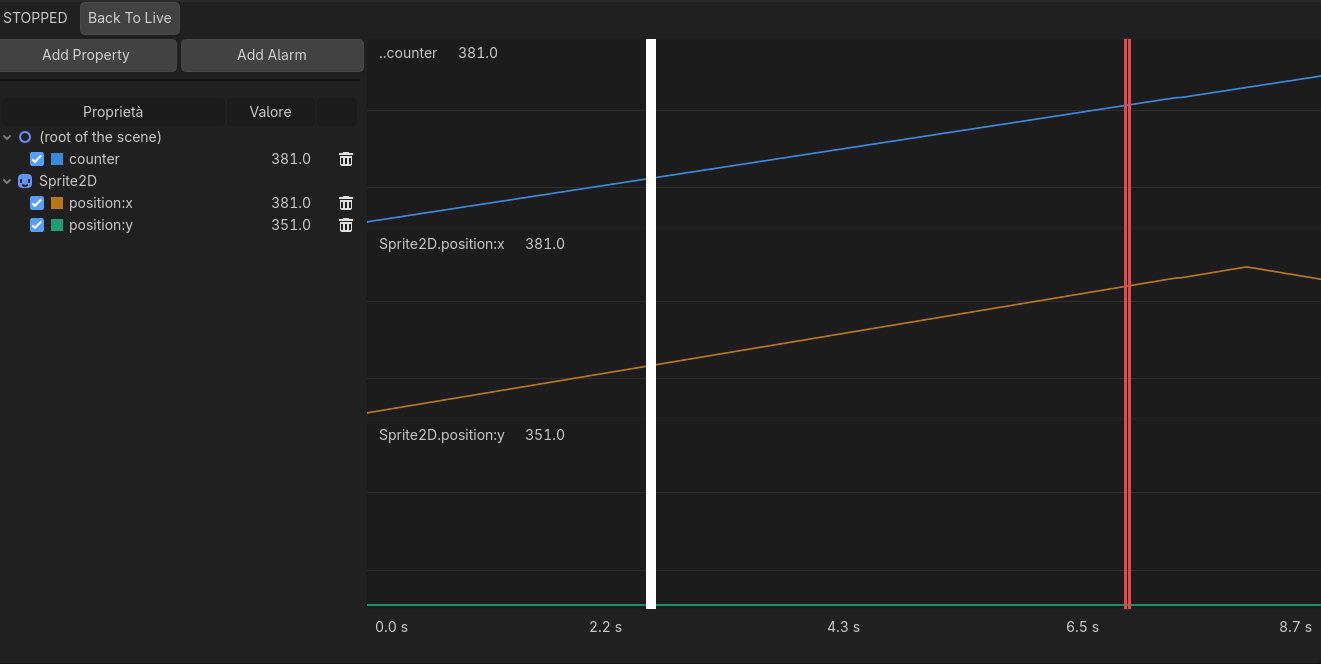 STOPPED Back To Live
Add Property Add Alarm
Proprietà Valore
(root of the scene)
counter 381.0
Sprite2D
position:x 381.0
position:y 351.0
..counter 381.0
Sprite2D.position:x 381.0
Sprite2D.position:y 351.0
0.0 s 2.2 s 4.3 s 6.5 s 8.7 s